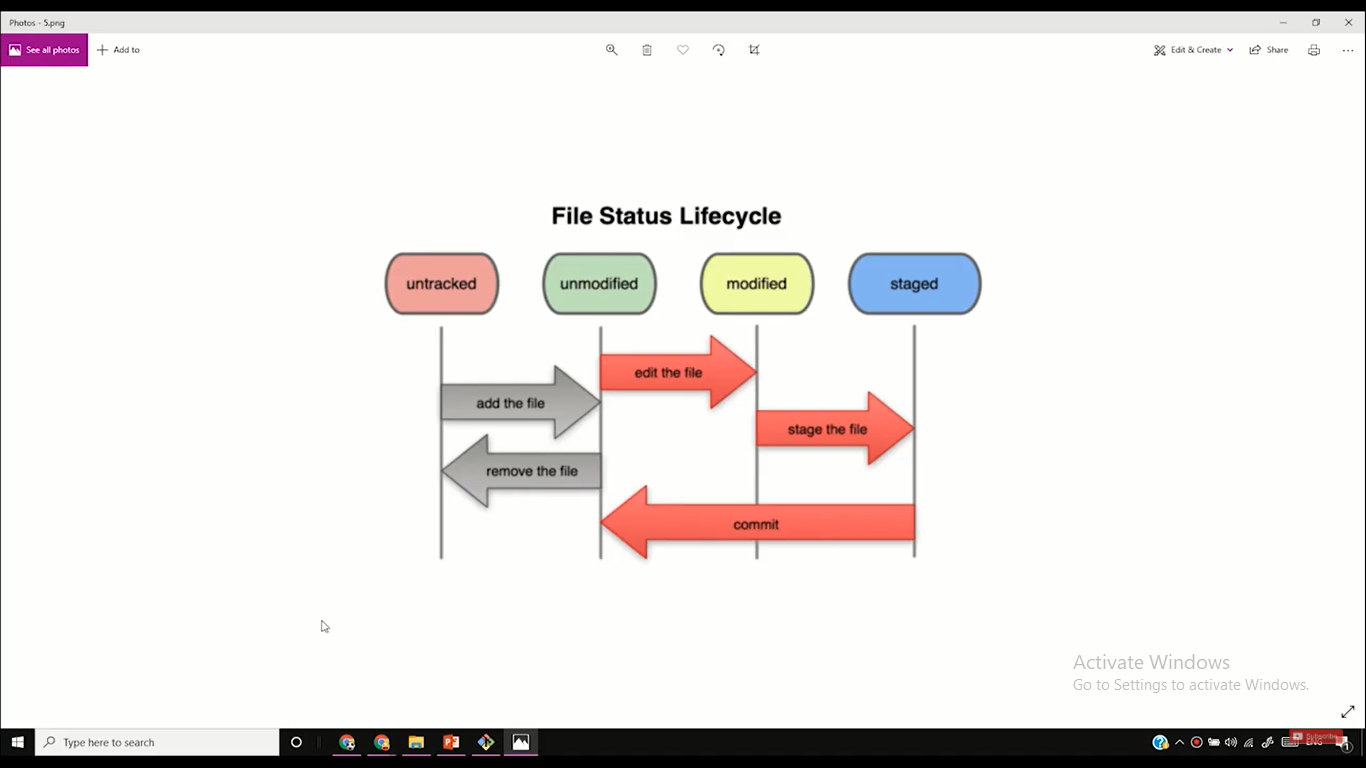 Photos - 5.png
See all photos
Add to
Edit & Create
Share
File Status Lifecycle
untracked
unmodified
modified
staged
edit the file
add the file
stage the file
remove the file
commit
Activate Windows
Go to Settings to activate Windows.
Type here to search
ENG
Subscribe
1